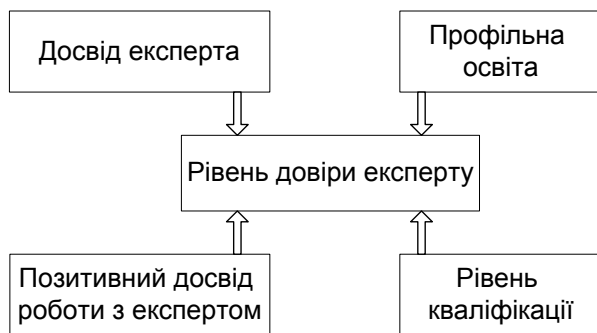 Досвід експерта
Профільна
освіта
Рівень довіри експерту
Позитивний досвід
роботи з експертом
Рівень
кваліфікації